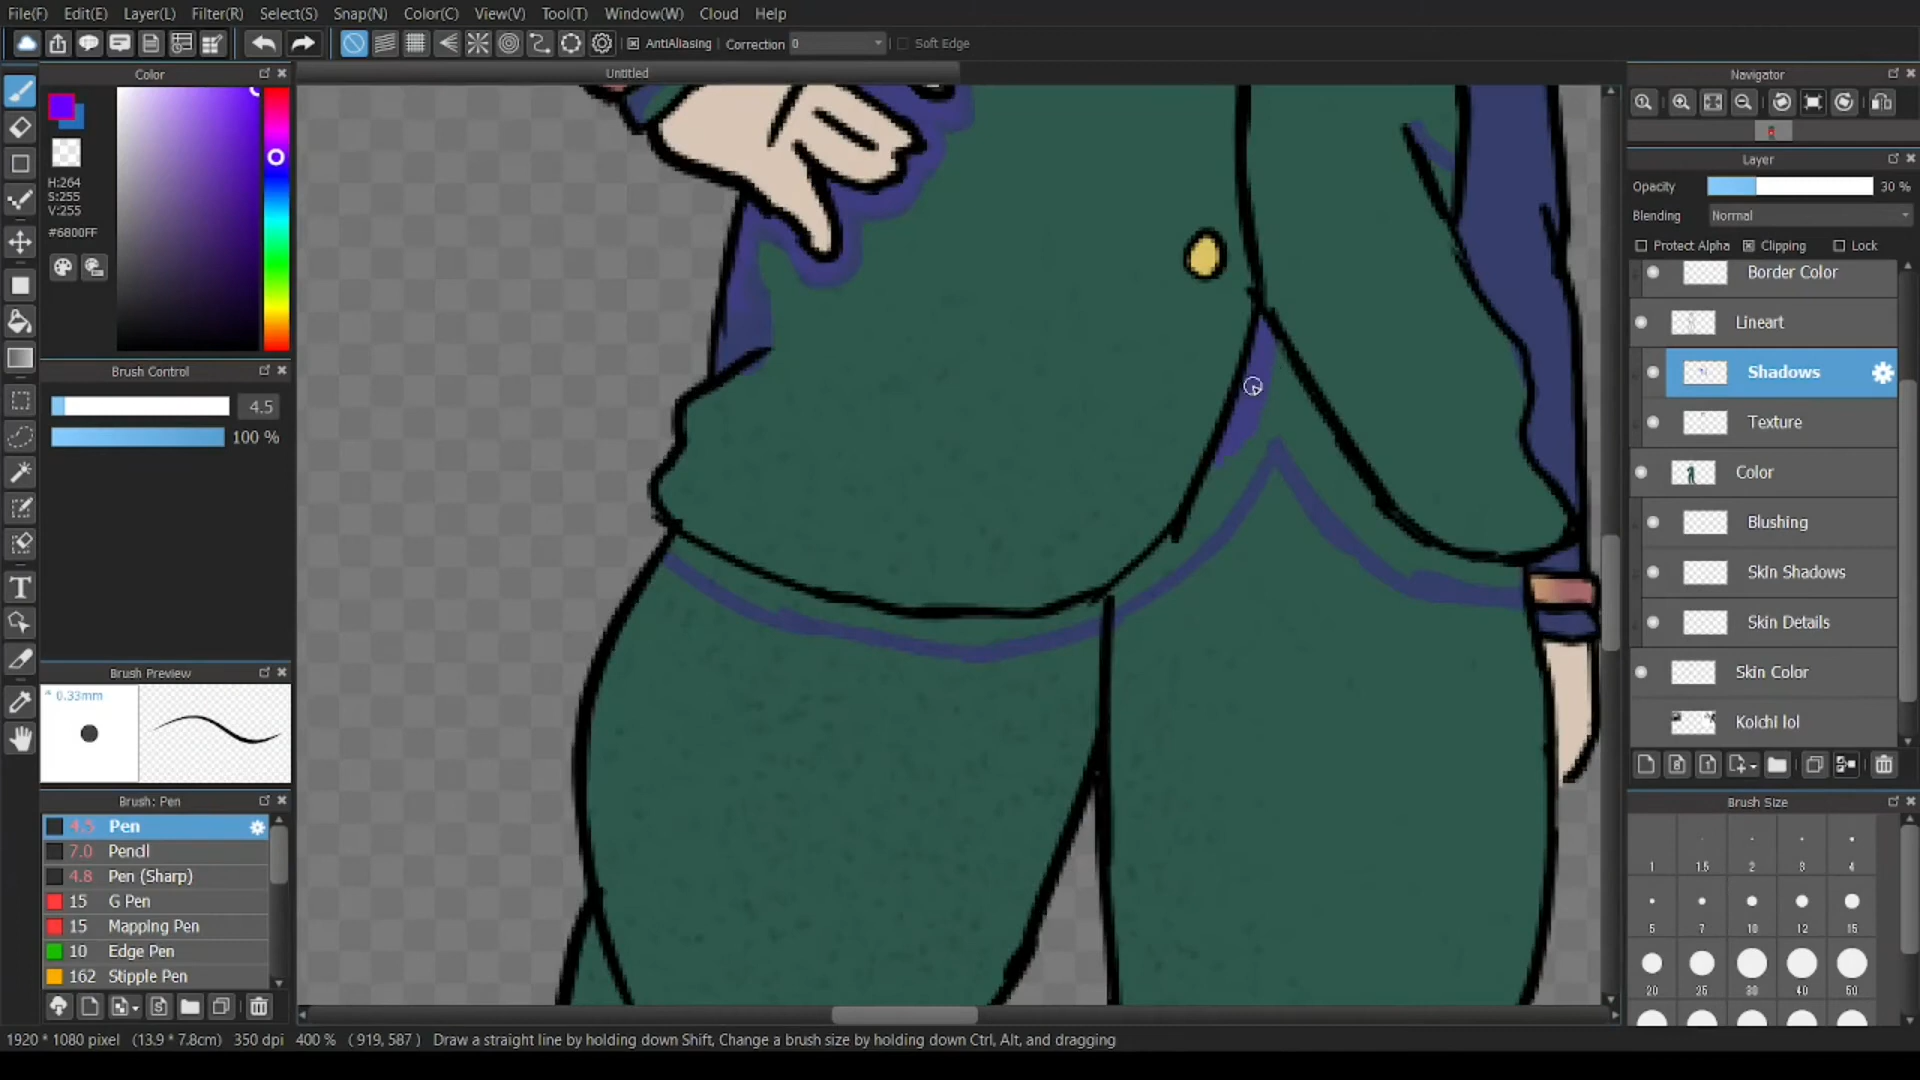 File(F) Edit(E) Layer(L) Filter(R) Select(S) Snap(N) Color(C) View(V) Tool(T) Window(W) Cloud Help
AntiAliasing Correction 0 Soft Edge
Color
Untitled
Navigator
H:264
S:255
V:255
#6800FF
Layer
Opacity 30 %
Blending Normal
Protect Alpha Clipping Lock
Border Color
Lineart
Shadows
Texture
Color
Blushing
Skin Shadows
Skin Details
Skin Color
Koichi lol
Brush Control
4.5
100 %
Brush Preview
0.33mm
Brush: Pen
4.5 Pen
7.0 Pencil
4.8 Pen (Sharp)
15 G Pen
15 Mapping Pen
10 Edge Pen
162 Stipple Pen
Brush Size
1 1.5 2 3 4
5 7 10 12 15
20 25 30 40 50
1920 * 1080 pixel (13.9 * 7.8cm) 350 dpi 400 % ( 919, 587 ) Draw a straight line by holding down Shift, Change a brush size by holding down Ctrl, Alt, and dragging